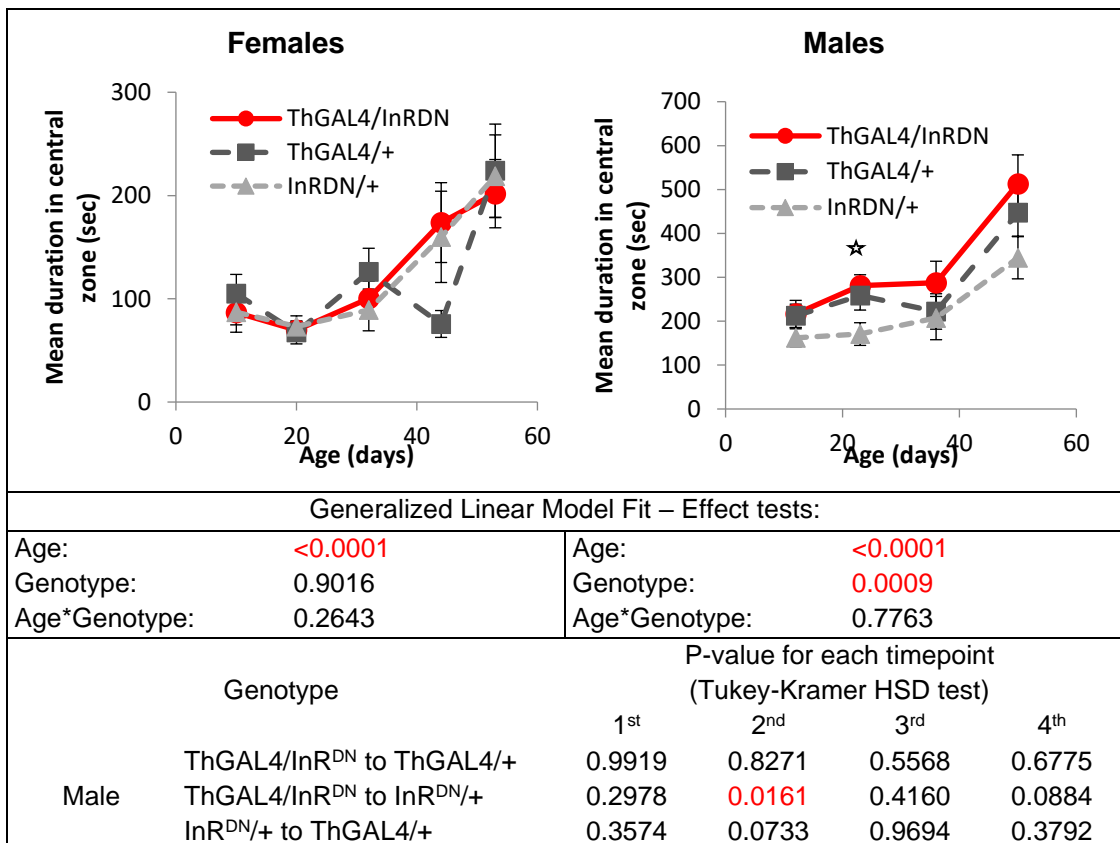 Females
Mean duration in central zone (sec)
300
200
100
0
0 20 40 60
Age (days)
ThGAL4/InRDN
ThGAL4/+
InRDN/+
Males
Mean duration in central zone (sec)
700
600
500
400
300
200
100
0
0 20 40 60
Age (days)
ThGAL4/InRDN
ThGAL4/+
InRDN/+
Generalized Linear Model Fit – Effect tests:
Age: <0.0001
Genotype: 0.9016
Age*Genotype: 0.2643
Age: <0.0001
Genotype: 0.0009
Age*Genotype: 0.7763
Genotype
P-value for each timepoint
(Tukey-Kramer HSD test)
1st 2nd 3rd 4th
Male
ThGAL4/InRDN to ThGAL4/+ 0.9919 0.8271 0.5568 0.6775
ThGAL4/InRDN to InRDN/+ 0.2978 0.0161 0.4160 0.0884
InRDN/+ to ThGAL4/+ 0.3574 0.0733 0.9694 0.3792